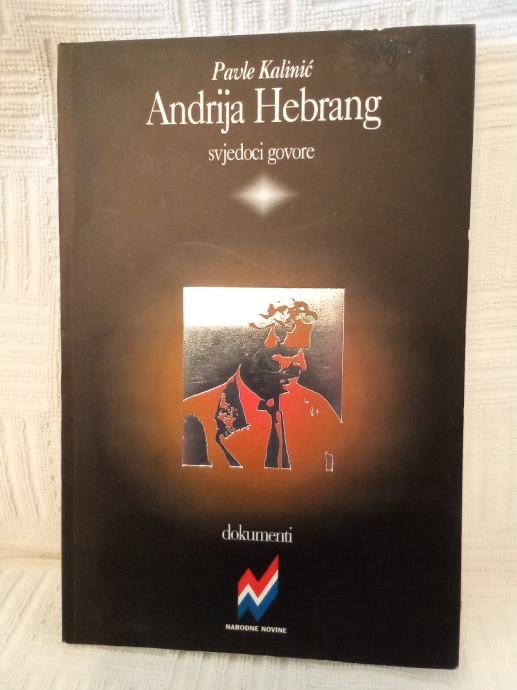 Pavle Kalinić
Andrija Hebrang
svjedoci govore
dokumenti
NARODNE NOVINE